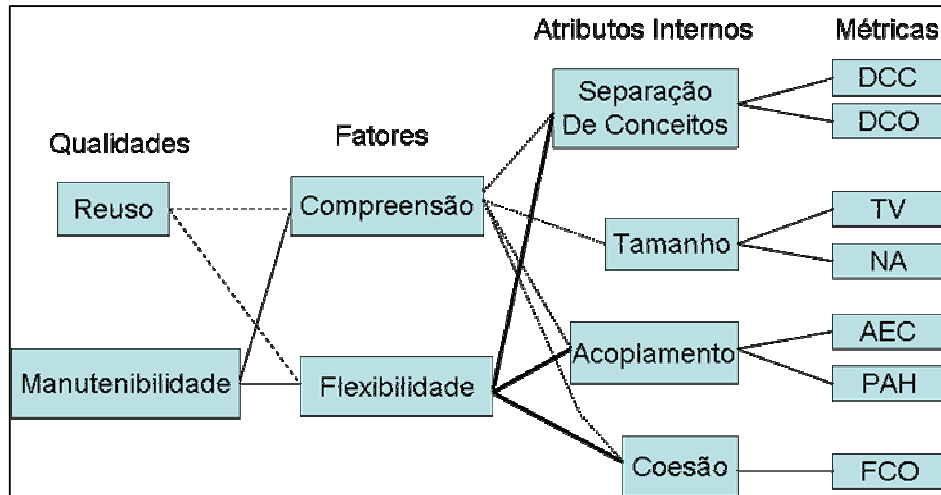 Atributos Internos
Métricas
Qualidades
Fatores
Reuso
Manutenibilidade
Compreensão
Flexibilidade
Separação
De Conceitos
Tamanho
Acoplamento
Coesão
DCC
DCO
TV
NA
AEC
PAH
FCO